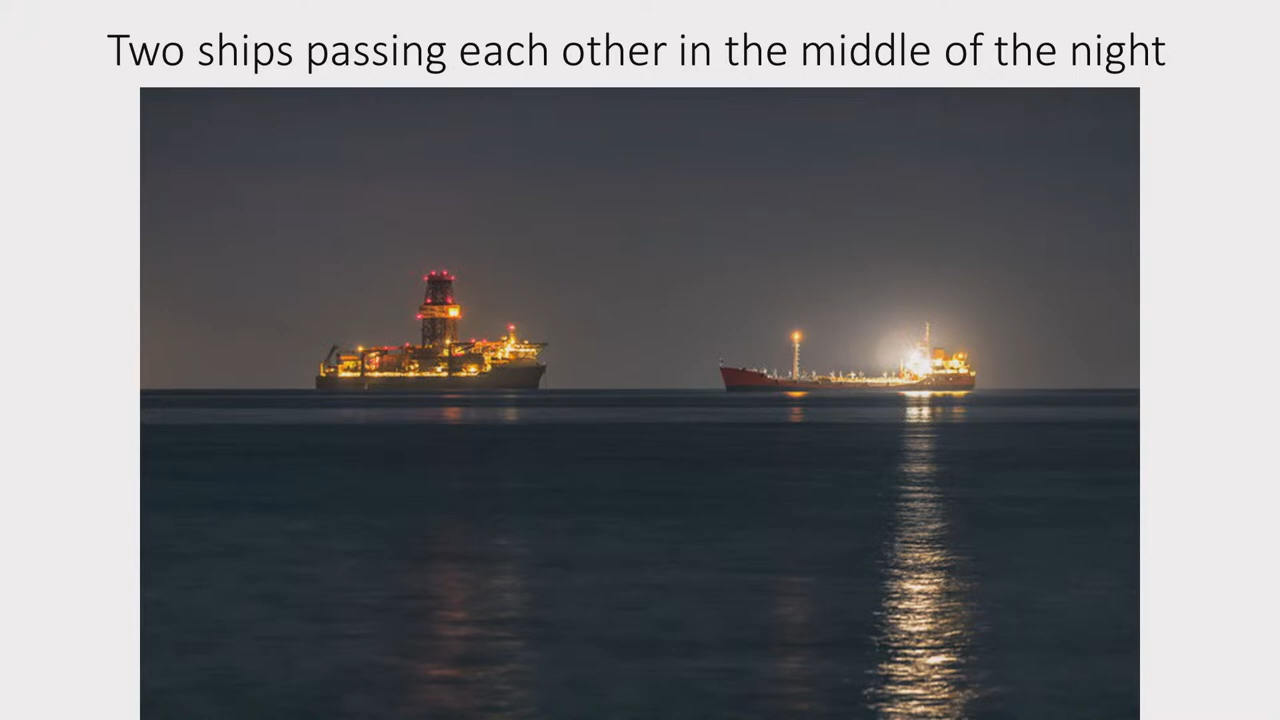 Two ships passing each other in the middle of the night